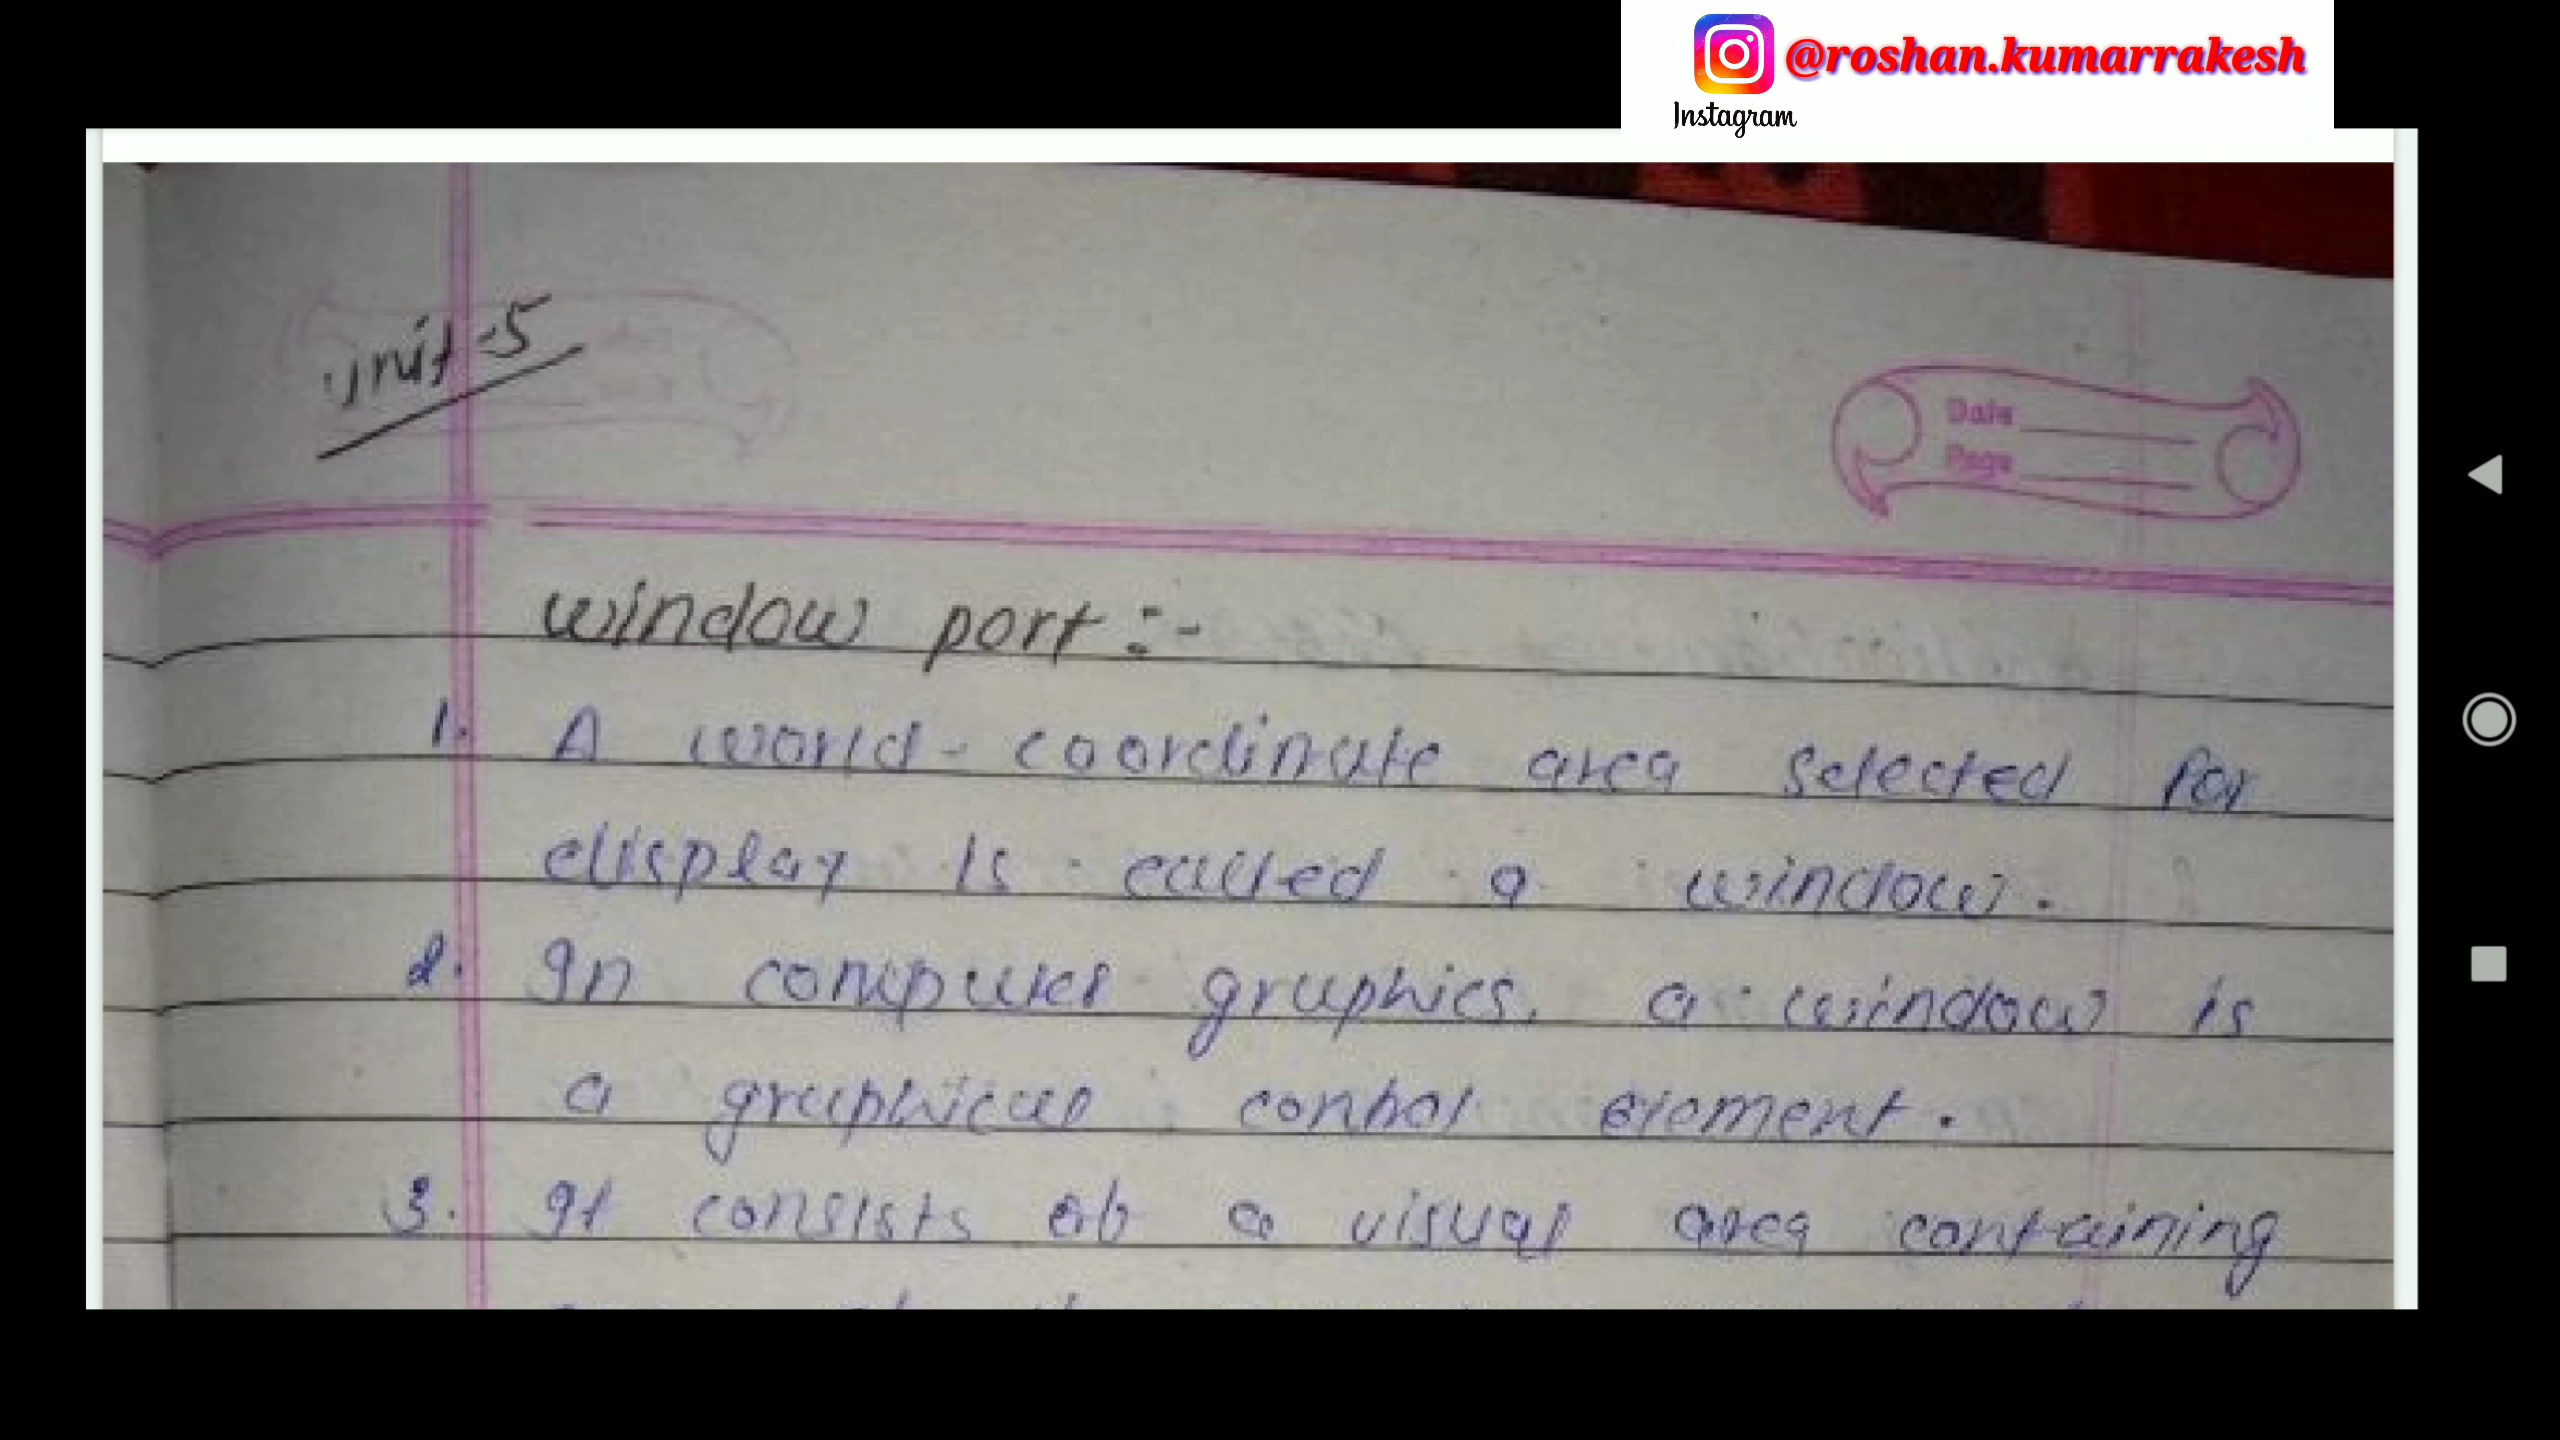 @roshan.kumarrakesh
Instagram
unit-5
Date
Page
window port :-
1. A world-coordinate area selected for
display is called a window.
2. In computer graphics, a window is
a graphical control element.
3. It consists of a visual area containing